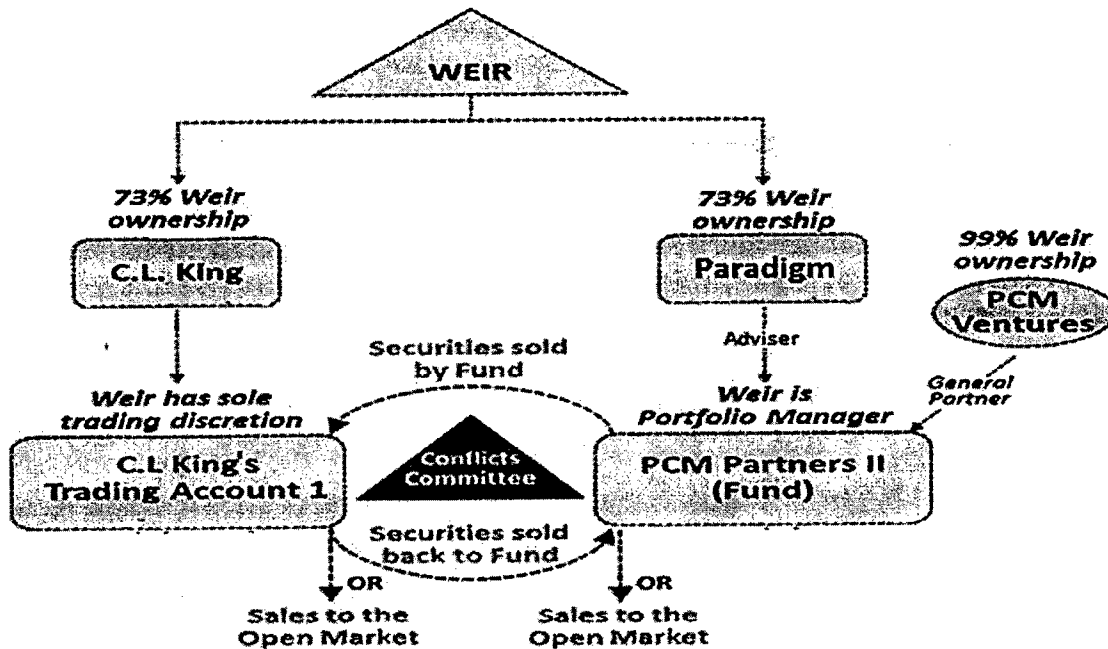 WEIR
73% Weir
ownership
C.L. King
73% Weir
ownership
Paradigm
99% Weir
ownership
PCM
Ventures
Adviser
General
Partner
Securities sold
by Fund
Weir has sole
trading discretion
C.L King's
Trading Account 1
Conflicts
Committee
Weir is
Portfolio Manager
PCM Partners II
(Fund)
Securities sold
back to Fund
OR
Sales to the
Open Market
OR
Sales to the
Open Market